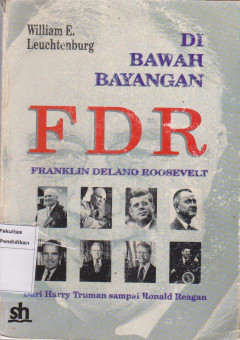 William E.
Leuchtenburg
DI
BAWAH
BAYANGAN
FDR
FRANKLIN DELANO ROOSEVELT
Fakultas
Pendidikan
Dari Harry Truman sampai Ronald Reagan
sh